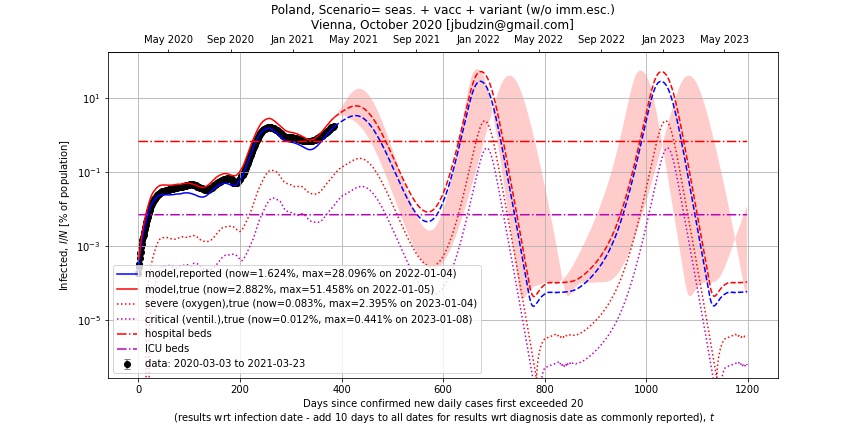 Poland, Scenario= seas. + vacc + variant (w/o imm.esc.)
Vienna, October 2020 [jbudzin@gmail.com]
May 2020 Sep 2020 Jan 2021 May 2021 Sep 2021 Jan 2022 May 2022 Sep 2022 Jan 2023 May 2023
Infected, I/N [% of population]
10¹
10⁻¹
10⁻³
10⁻⁵
model,reported (now=1.624%, max=28.096% on 2022-01-04)
model,true (now=2.882%, max=51.458% on 2022-01-05)
severe (oxygen),true (now=0.083%, max=2.395% on 2023-01-04)
critical (ventil.),true (now=0.012%, max=0.441% on 2023-01-08)
hospital beds
ICU beds
data: 2020-03-03 to 2021-03-23
0 200 400 600 800 1000 1200
Days since confirmed new daily cases first exceeded 20
(results wrt infection date - add 10 days to all dates for results wrt diagnosis date as commonly reported), t